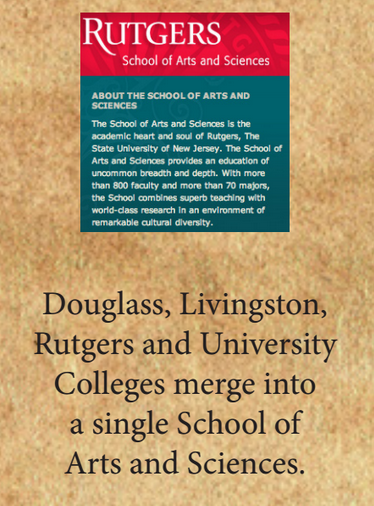 RUTGERS
School of Arts and Sciences
ABOUT THE SCHOOL OF ARTS AND
SCIENCES
The School of Arts and Sciences is the
academic heart and soul of Rutgers, The
State University of New Jersey. The School of
Arts and Sciences provides an education of
uncommon breadth and depth. With more
than 800 faculty and more than 70 majors,
the School combines superb teaching with
world-class research in an environment of
remarkable cultural diversity.
Douglass, Livingston,
Rutgers and University
Colleges merge into
a single School of
Arts and Sciences.